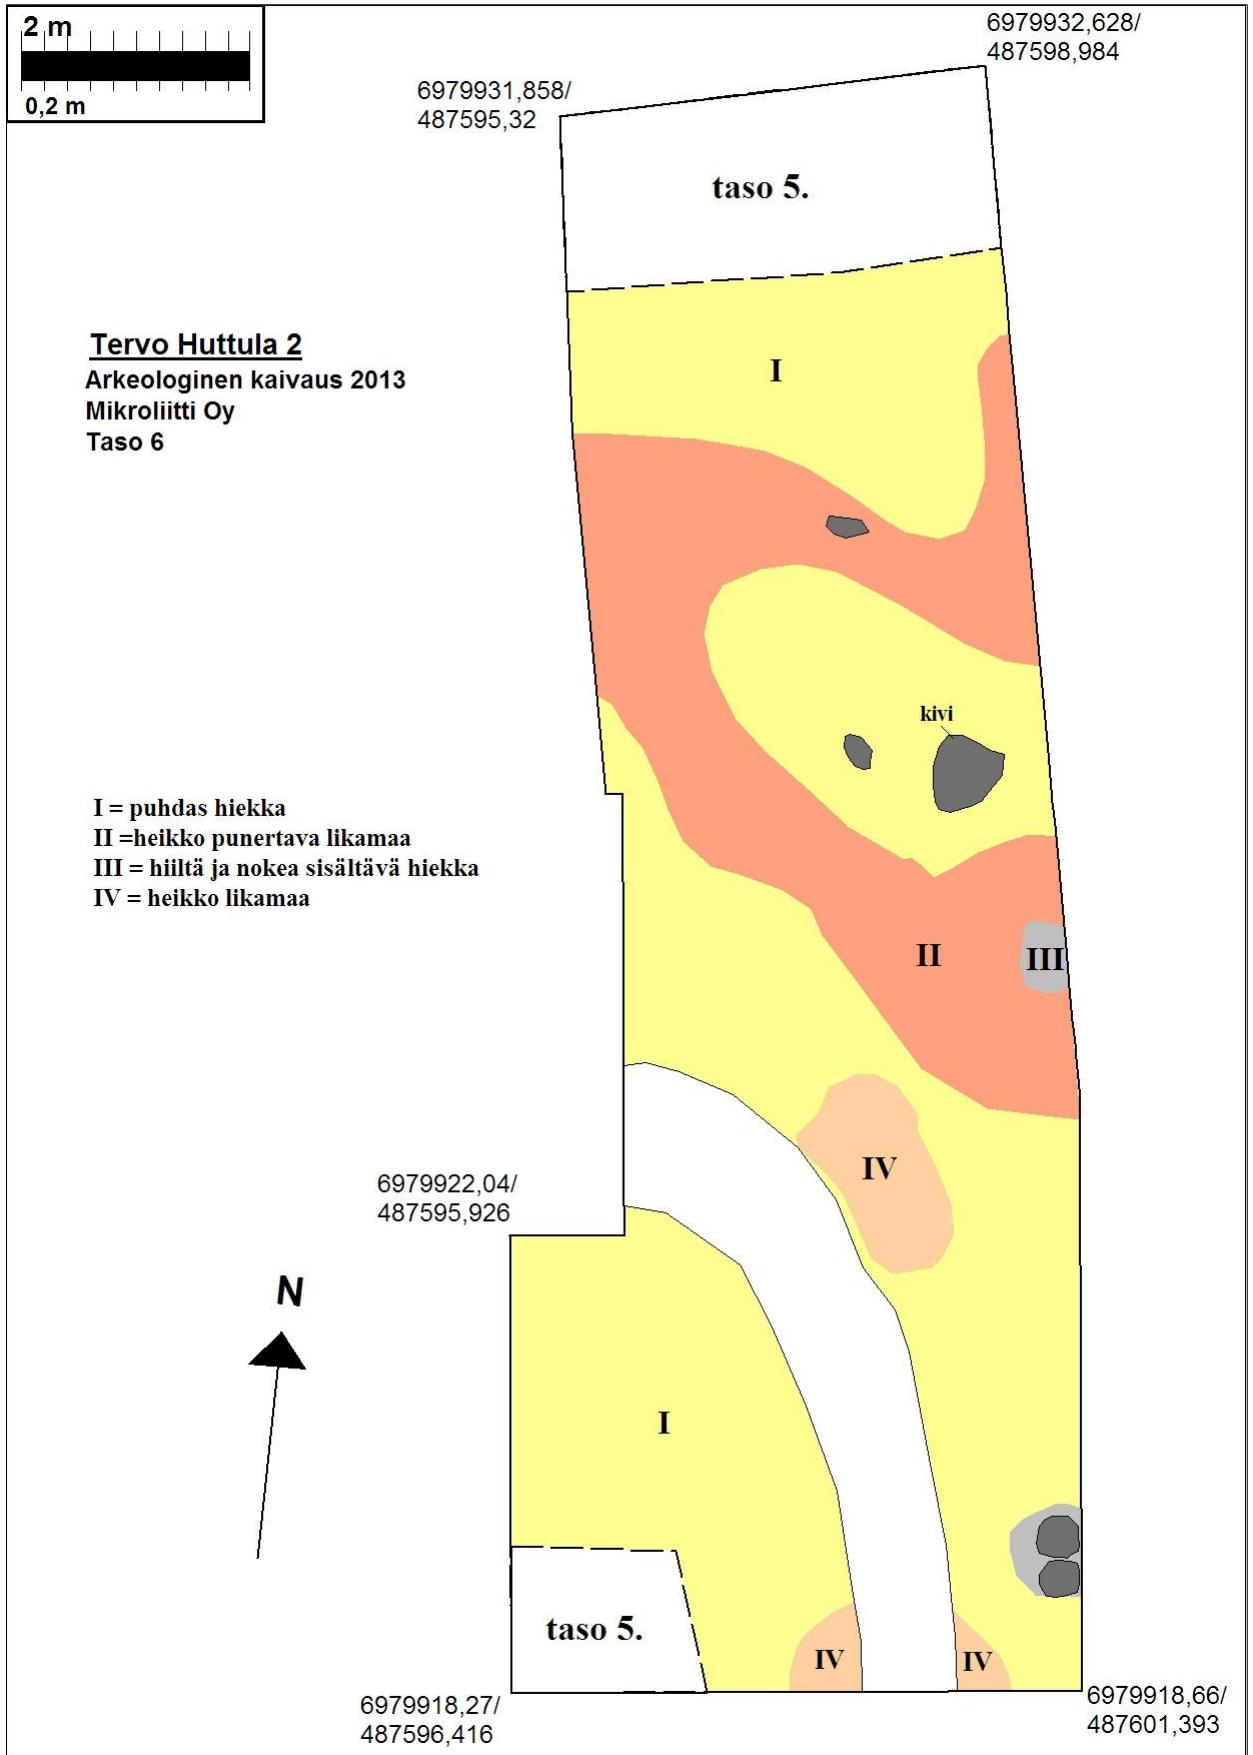 2 m
0,2 m
6979932,628/
487598,984
6979931,858/
487595,32
taso 5.
Tervo Huttula 2
Arkeologinen kaivaus 2013
Mikroliitti Oy
Taso 6
I
kivi
I = puhdas hiekka
II =heikko punertava likamaa
III = hiiltä ja nokea sisältävä hiekka
IV = heikko likamaa
II
III
IV
6979922,04/
487595,926
N
I
taso 5.
IV
IV
6979918,27/
487596,416
6979918,66/
487601,393